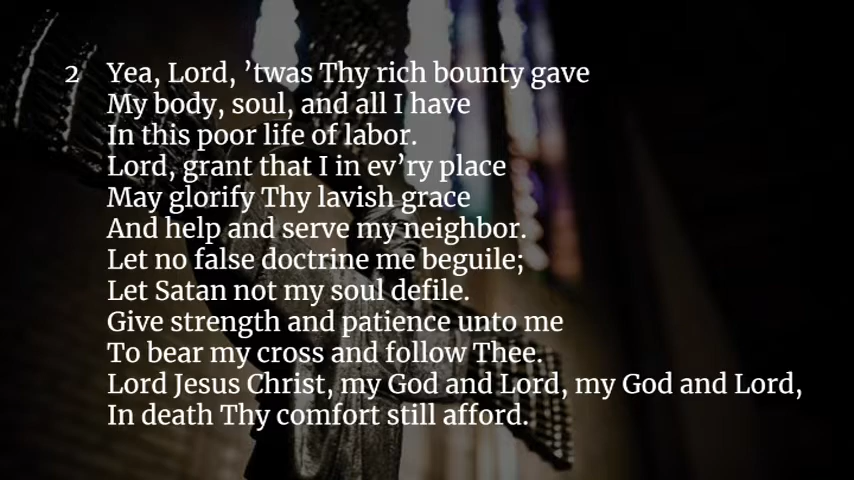 2 Yea, Lord, ’twas Thy rich bounty gave
My body, soul, and all I have
In this poor life of labor.
Lord, grant that I in ev’ry place
May glorify Thy lavish grace
And help and serve my neighbor.
Let no false doctrine me beguile;
Let Satan not my soul defile.
Give strength and patience unto me
To bear my cross and follow Thee.
Lord Jesus Christ, my God and Lord, my God and Lord,
In death Thy comfort still afford.